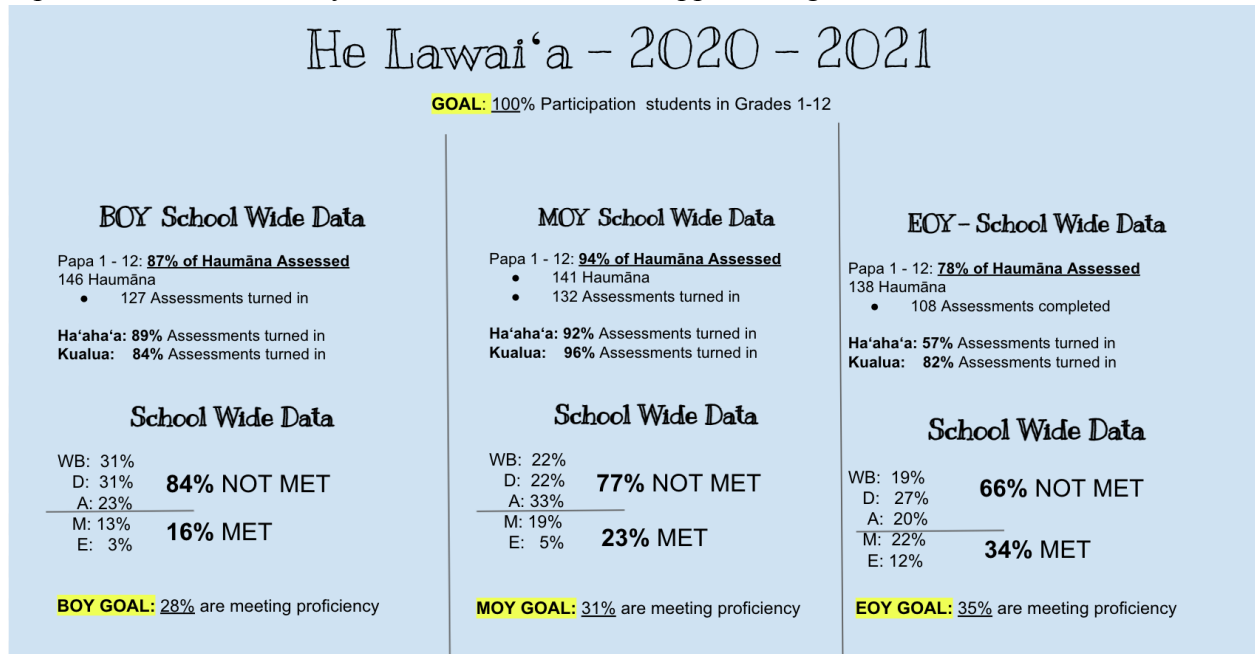 He Lawaiʻa – 2020 – 2021
GOAL: 100% Participation students in Grades 1-12
BOY School Wide Data
Papa 1 - 12: 87% of Haumāna Assessed
146 Haumāna
● 127 Assessments turned in
Haʻahaʻa: 89% Assessments turned in
Kualua: 84% Assessments turned in
School Wide Data
WB: 31%
D: 31%
A: 23%
M: 13%
E: 3%
84% NOT MET
16% MET
BOY GOAL: 28% are meeting proficiency
MOY School Wide Data
Papa 1 - 12: 94% of Haumāna Assessed
● 141 Haumāna
● 132 Assessments turned in
Haʻahaʻa: 92% Assessments turned in
Kualua: 96% Assessments turned in
School Wide Data
WB: 22%
D: 22%
A: 33%
M: 19%
E: 5%
77% NOT MET
23% MET
MOY GOAL: 31% are meeting proficiency
EOY – School Wide Data
Papa 1 - 12: 78% of Haumāna Assessed
138 Haumāna
● 108 Assessments completed
Haʻahaʻa: 57% Assessments turned in
Kualua: 82% Assessments turned in
School Wide Data
WB: 19%
D: 27%
A: 20%
M: 22%
E: 12%
66% NOT MET
34% MET
EOY GOAL: 35% are meeting proficiency